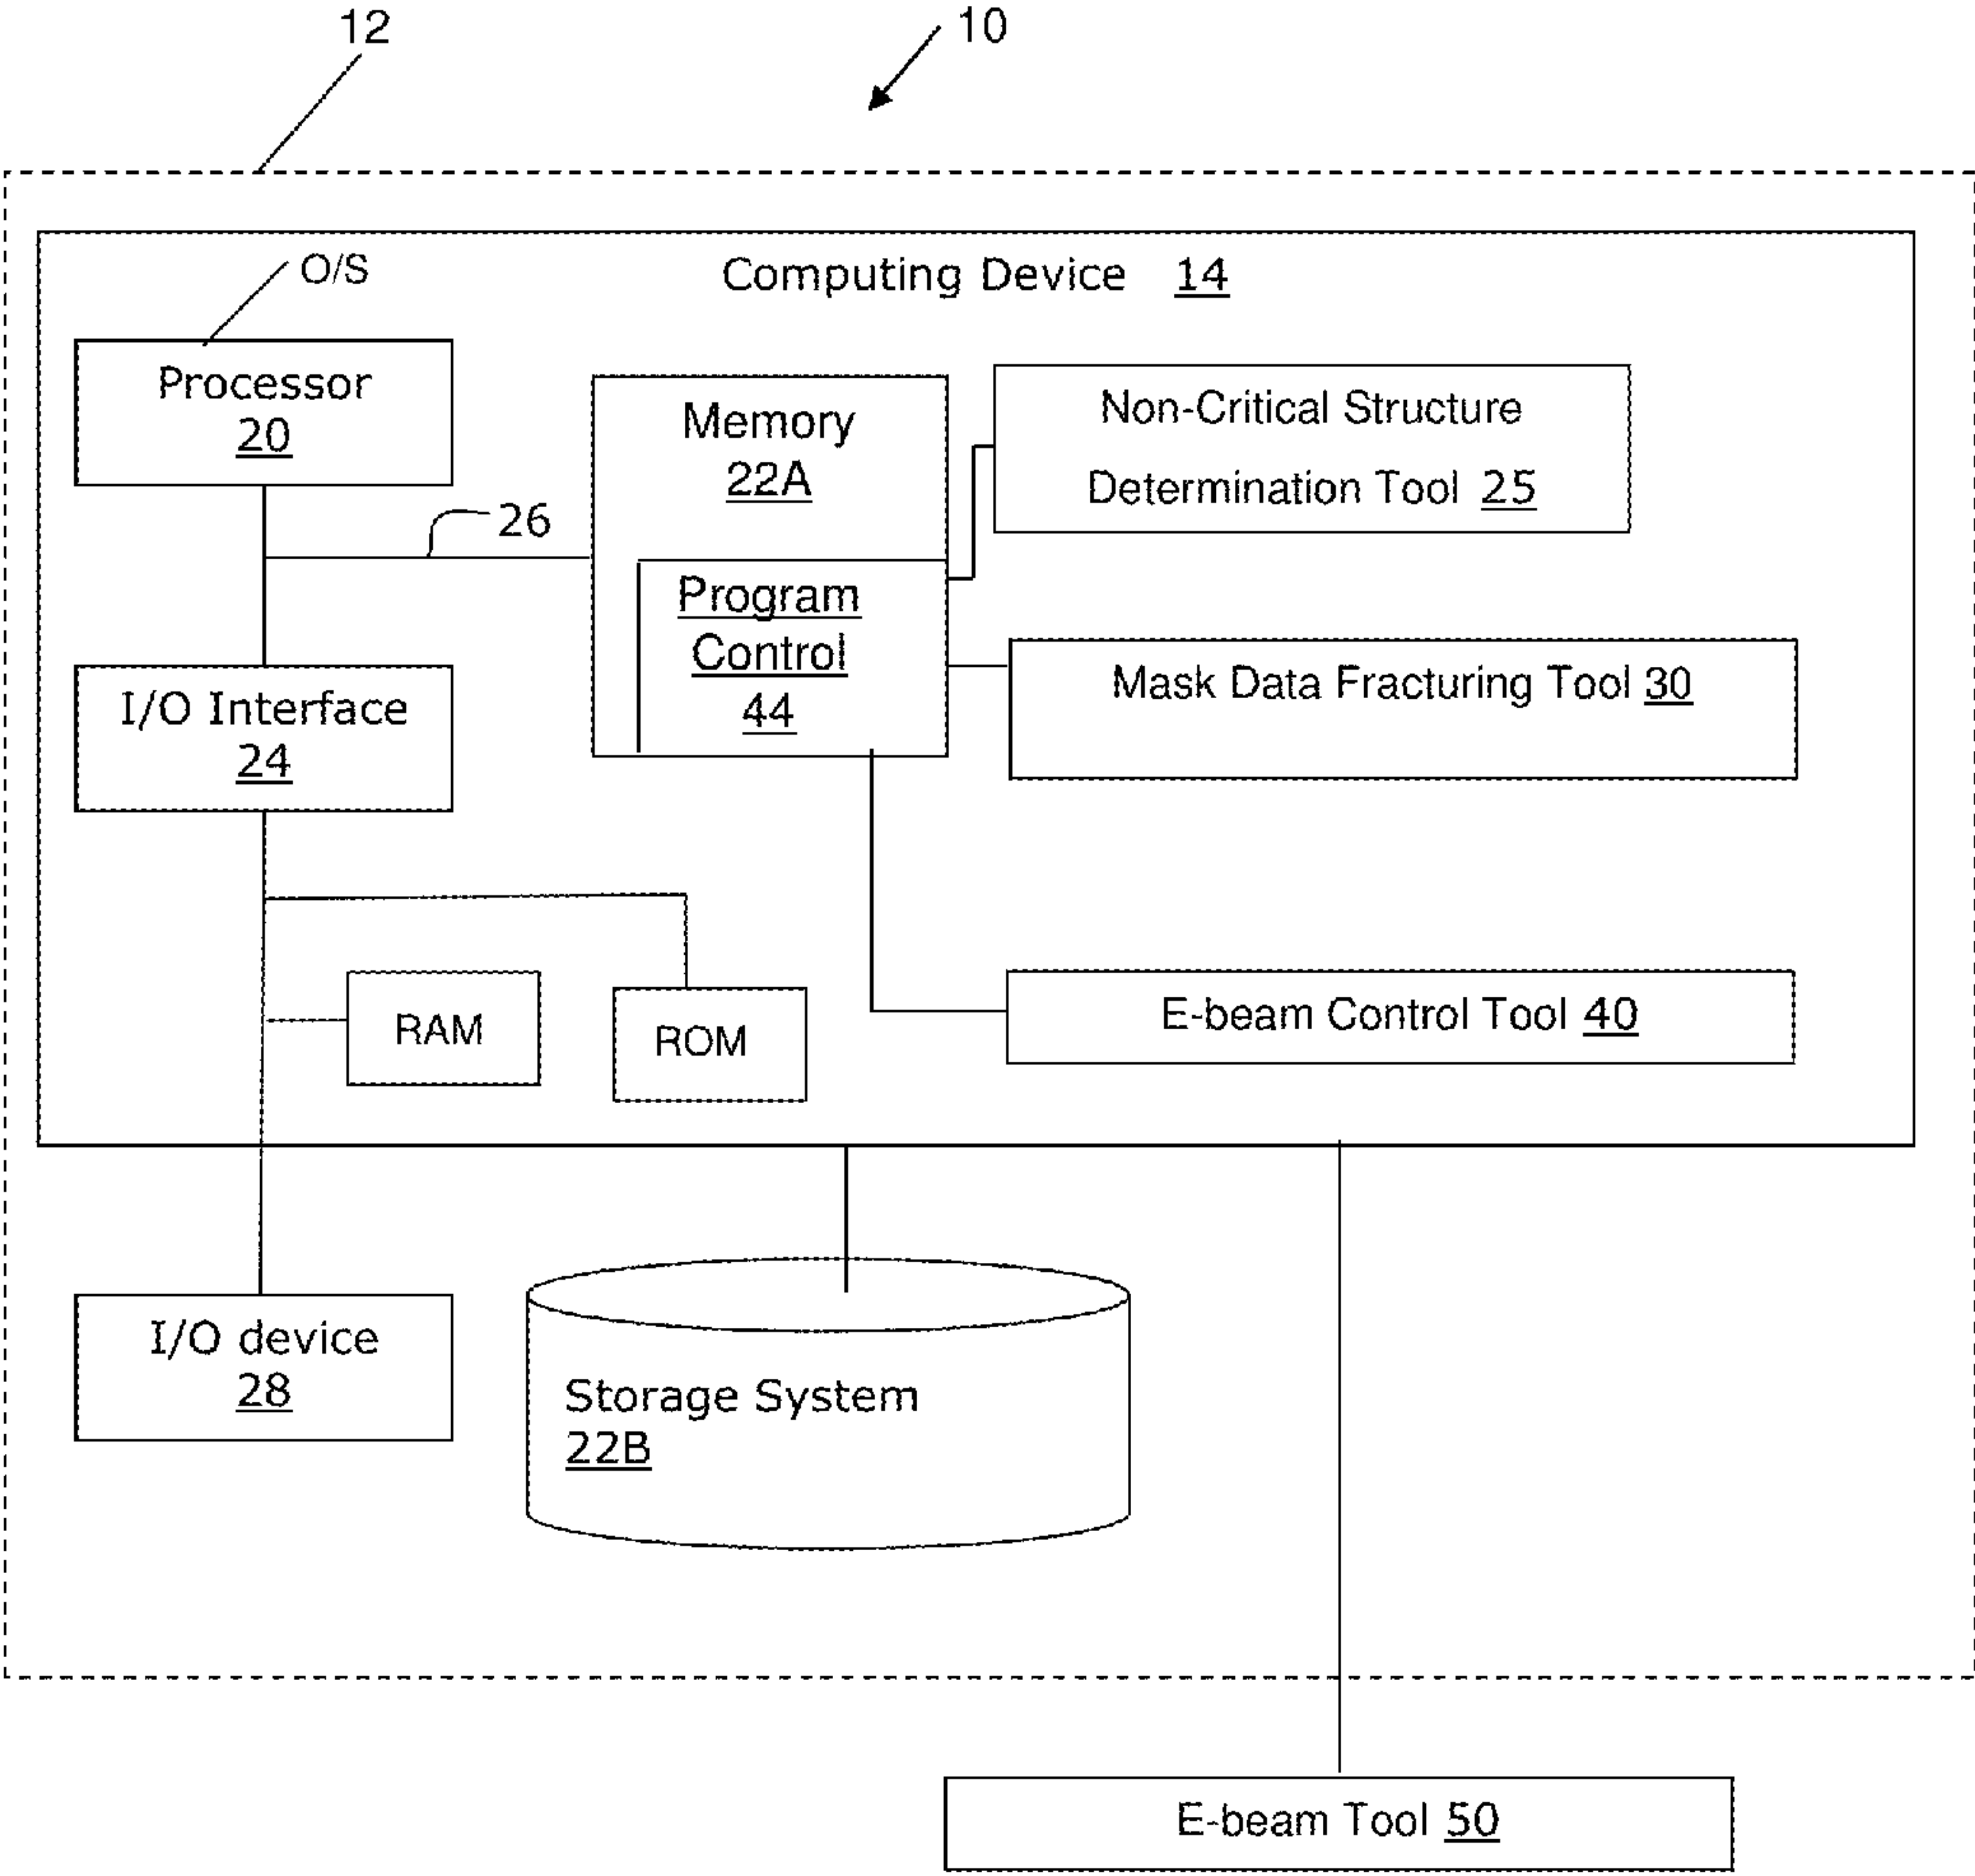 12
10
O/S
Computing Device 14
Processor
20
Memory
22A
Non-Critical Structure
Determination Tool 25
26
Program
Control
44
Mask Data Fracturing Tool 30
I/O Interface
24
RAM
ROM
E-beam Control Tool 40
I/O device
28
Storage System
22B
E-beam Tool 50